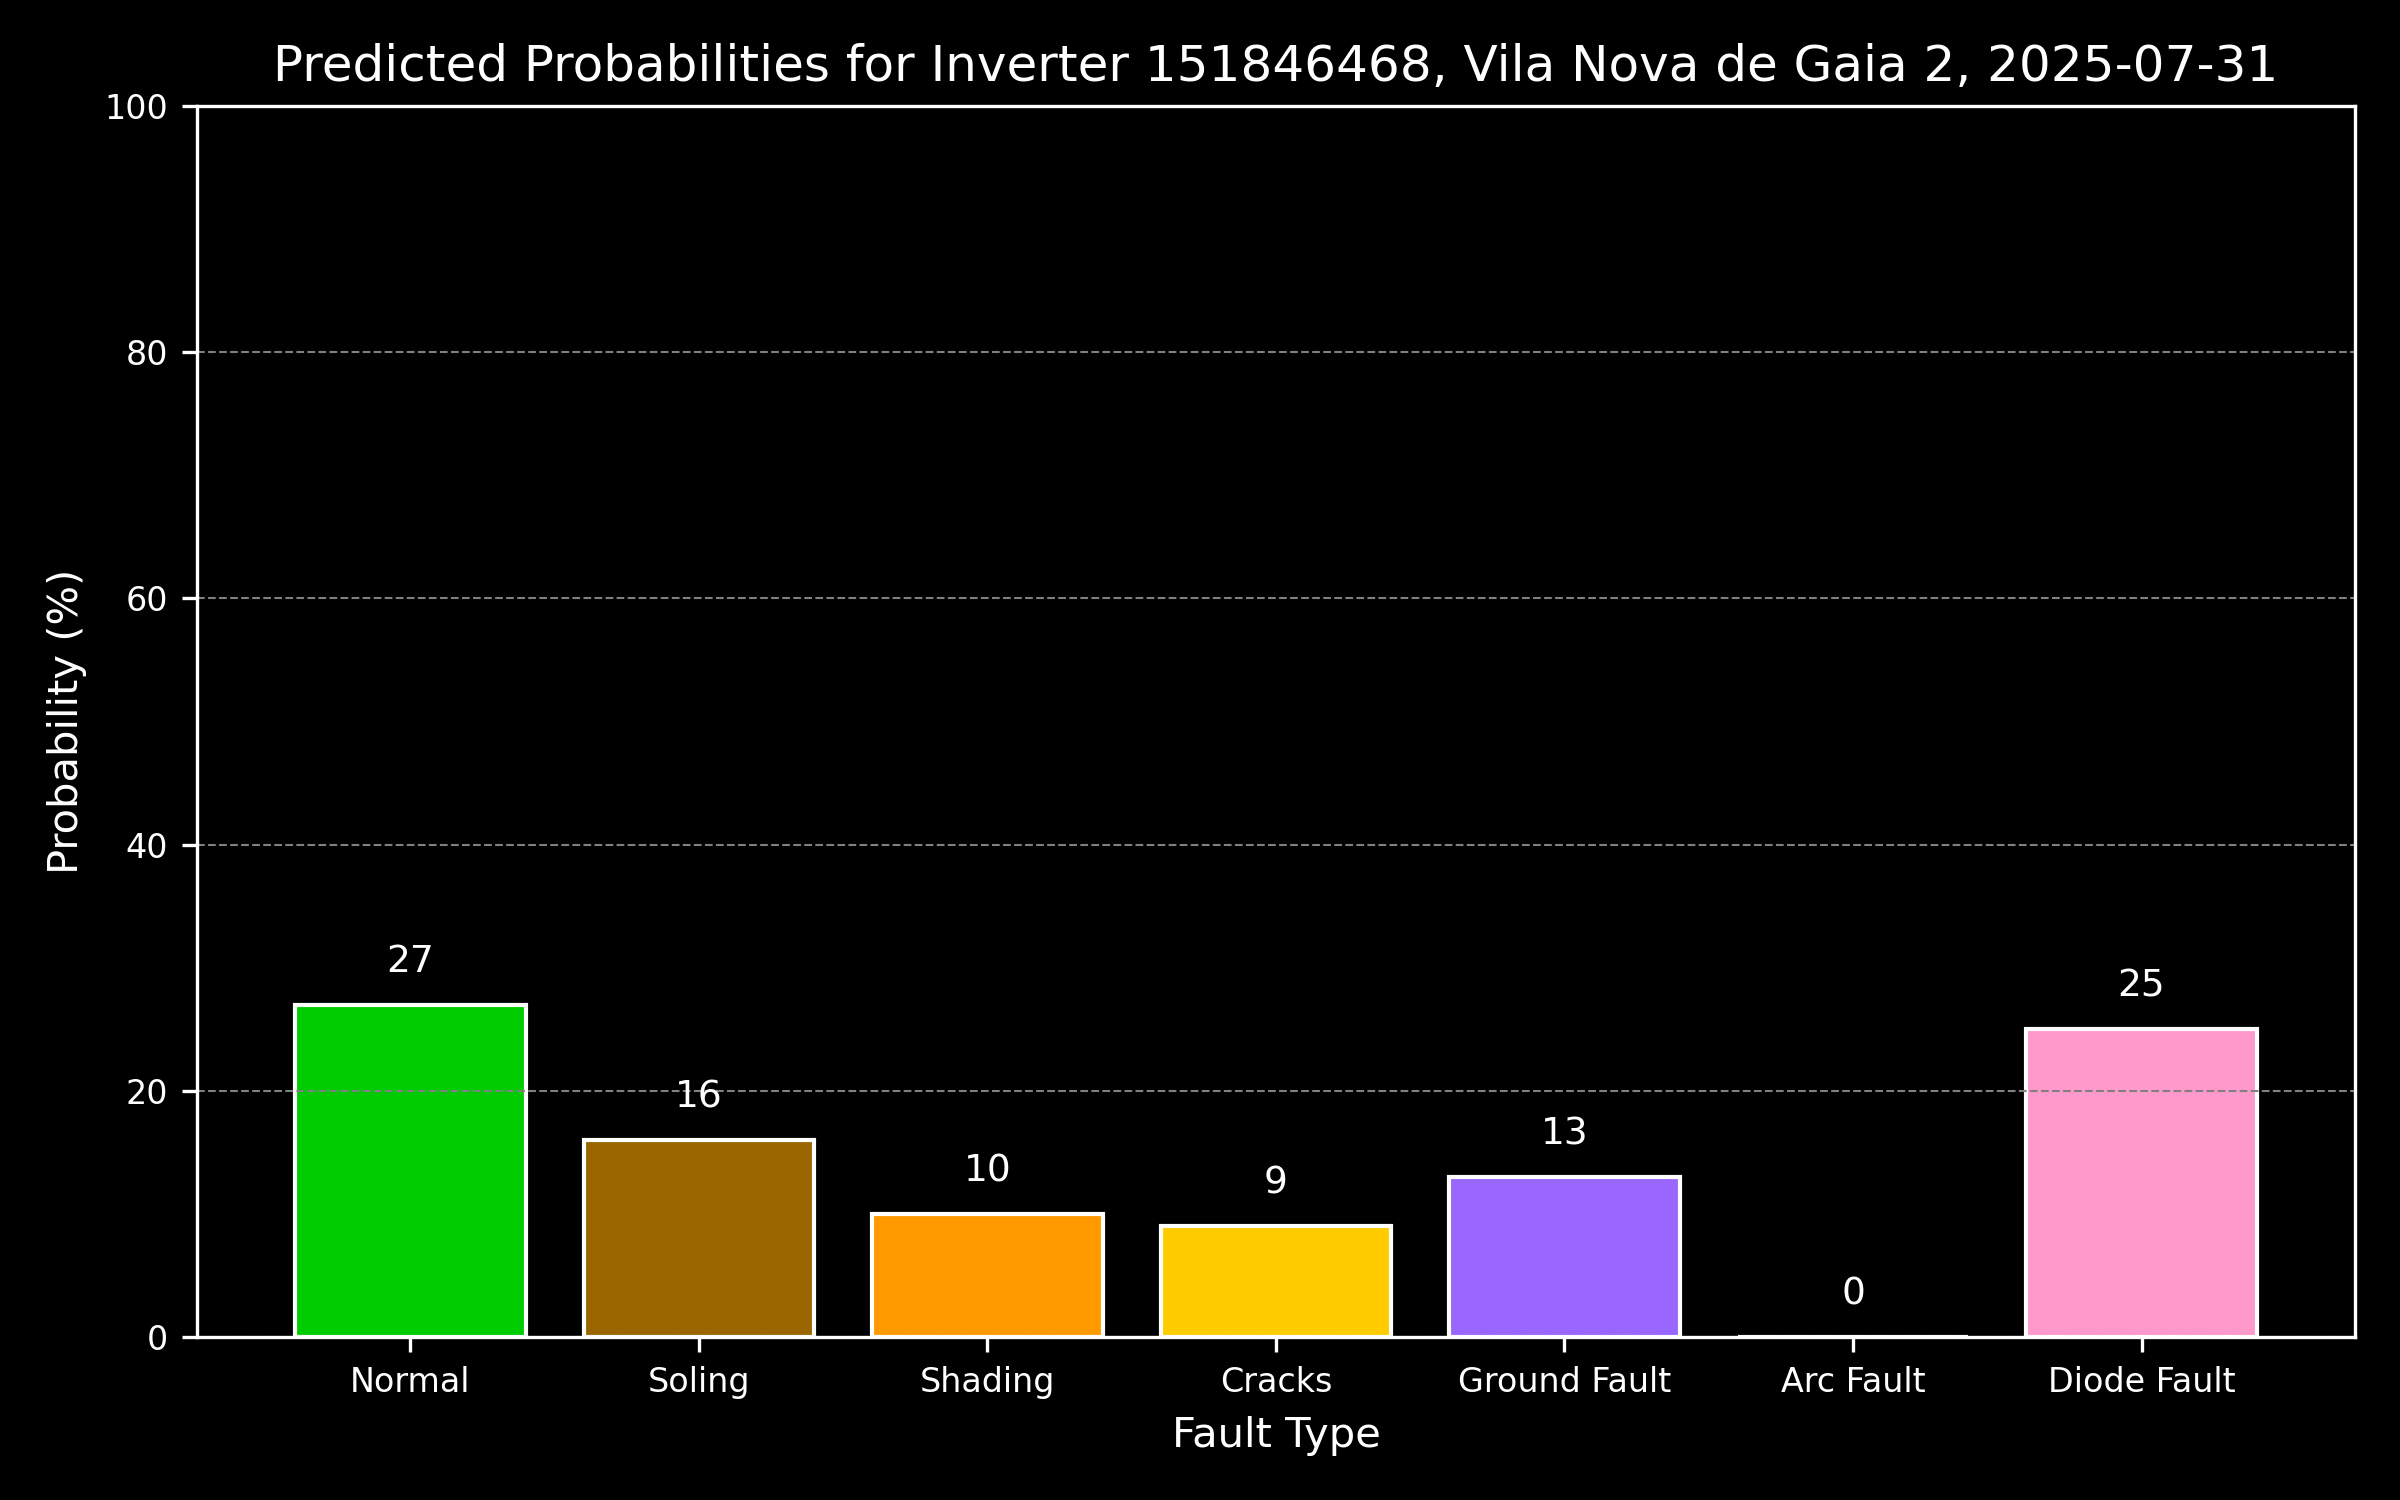 Predicted Probabilities for Inverter 151846468, Vila Nova de Gaia 2, 2025-07-31
100
80
60
40
20
0
Probability (%)
27
16
10
9
13
0
25
Normal
Soling
Shading
Cracks
Ground Fault
Arc Fault
Diode Fault
Fault Type